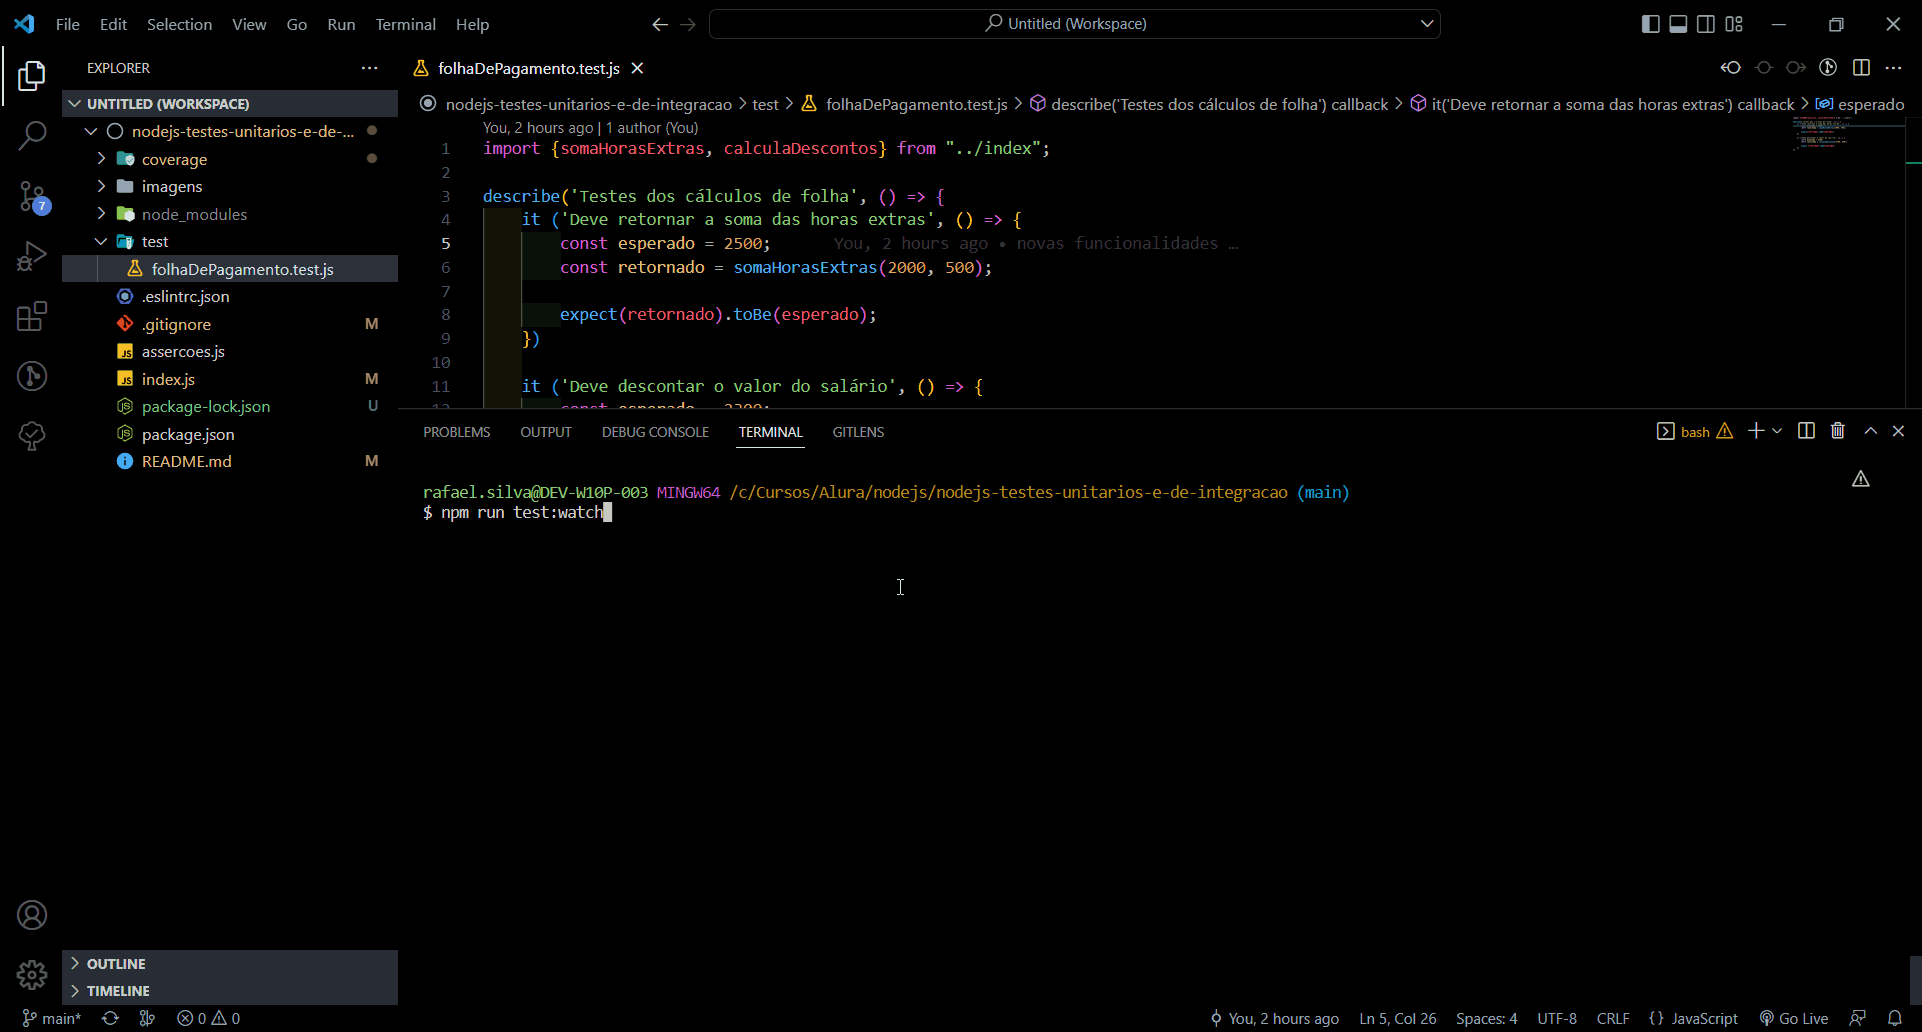 File Edit Selection View Go Run Terminal Help
Untitled (Workspace)
EXPLORER
UNTITLED (WORKSPACE)
nodejs-testes-unitarios-e-de-...
coverage
imagens
node_modules
test
folhaDePagamento.test.js
.eslintrc.json
.gitignore M
assercoes.js
index.js M
package-lock.json U
package.json
README.md M
7
OUTLINE
TIMELINE
folhaDePagamento.test.js
nodejs-testes-unitarios-e-de-integracao > test > folhaDePagamento.test.js > describe('Testes dos cálculos de folha') callback > it('Deve retornar a soma das horas extras') callback > esperado
You, 2 hours ago | 1 author (You)
1 import {somaHorasExtras, calculaDescontos} from "../index";
2
3 describe('Testes dos cálculos de folha', () => {
4 it ('Deve retornar a soma das horas extras', () => {
5 const esperado = 2500; You, 2 hours ago • novas funcionalidades …
6 const retornado = somaHorasExtras(2000, 500);
7
8 expect(retornado).toBe(esperado);
9 })
10
11 it ('Deve descontar o valor do salário', () => {
12 const esperado = 2300;
PROBLEMS OUTPUT DEBUG CONSOLE TERMINAL GITLENS
bash
rafael.silva@DEV-W10P-003 MINGW64 /c/Cursos/Alura/nodejs/nodejs-testes-unitarios-e-de-integracao (main)
$ npm run test:watch
main* 0 0 You, 2 hours ago Ln 5, Col 26 Spaces: 4 UTF-8 CRLF {} JavaScript Go Live